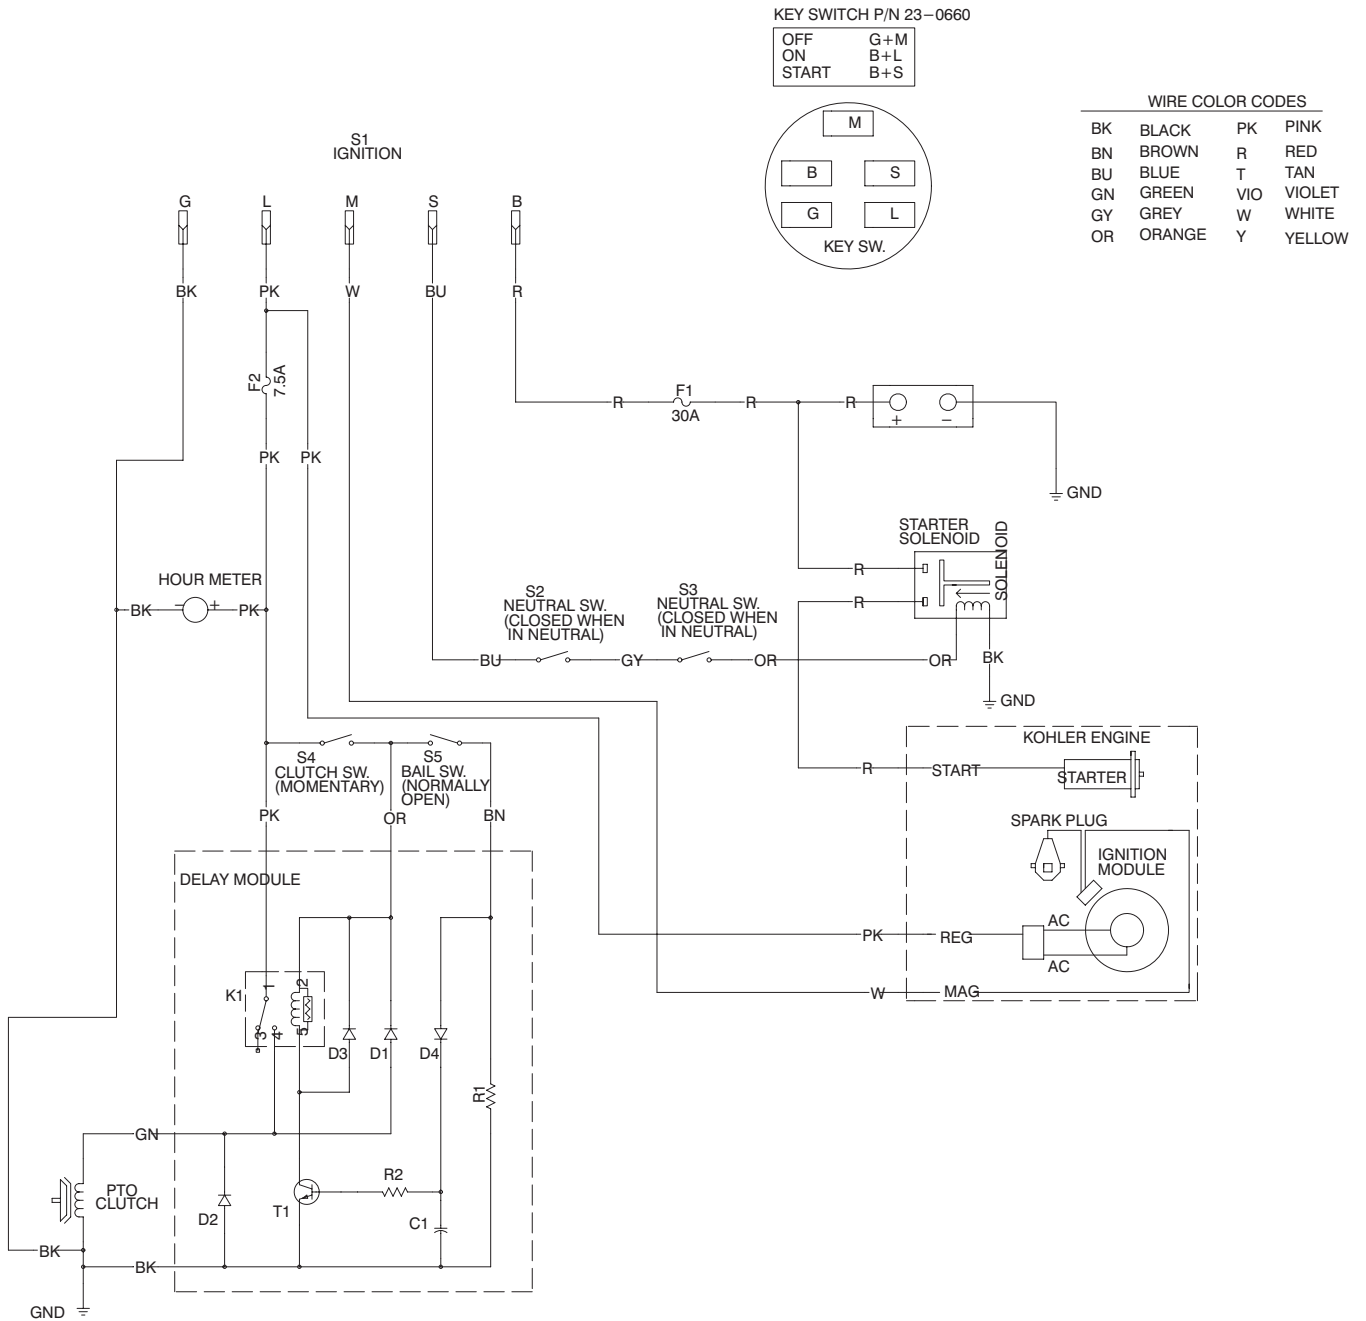 KEY SWITCH P/N 23-0660
OFF G+M
ON B+L
START B+S
M
B S
G L
KEY SW.
WIRE COLOR CODES
BK BLACK PK PINK
BN BROWN R RED
BU BLUE T TAN
GN GREEN VIO VIOLET
GY GREY W WHITE
OR ORANGE Y YELLOW
S1
IGNITION
G L M S B
BK PK W BU R
F2
7.5A
R
F1
30A
R
R
+ -
GND
PK PK
STARTER
SOLENOID
SOLENOID
R
R
HOUR METER
BK - + PK
S2
NEUTRAL SW.
(CLOSED WHEN
IN NEUTRAL)
S3
NEUTRAL SW.
(CLOSED WHEN
IN NEUTRAL)
BU GY OR OR BK
GND
S4
CLUTCH SW.
(MOMENTARY)
S5
BAIL SW.
(NORMALLY
OPEN)
PK OR BN
KOHLER ENGINE
R START STARTER
SPARK PLUG
IGNITION
MODULE
AC
PK REG
AC
W MAG
DELAY MODULE
K1
1
2
3
4
5
D3 D1 D4
R1
GN
PTO
CLUTCH
D2
T1
R2
C1
BK
BK
GND